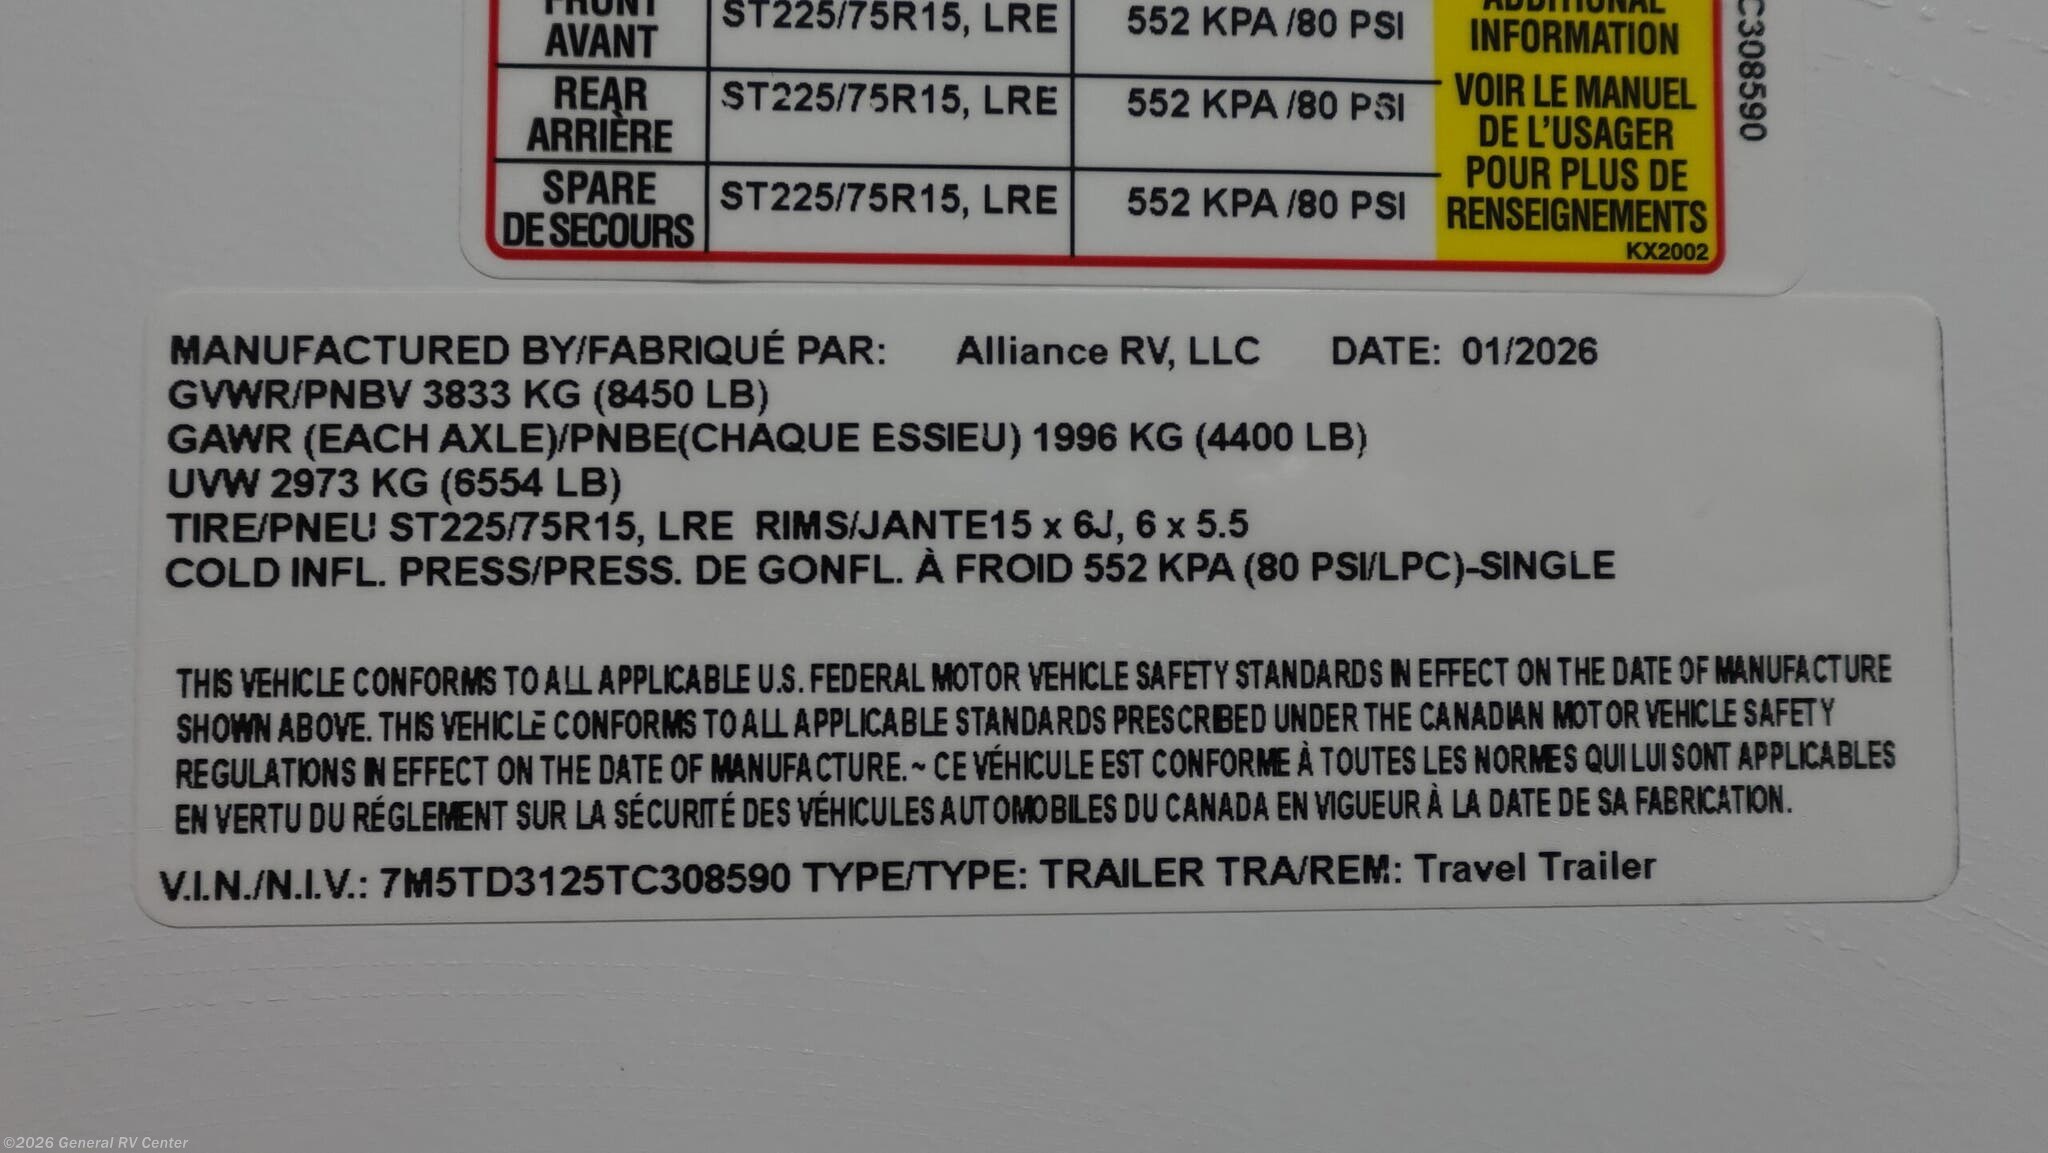 FRONT ST225/75R15, LRE 552 KPA /80 PSI ADDITIONAL
AVANT INFORMATION
REAR ST225/75R15, LRE 552 KPA /80 PSI VOIR LE MANUEL
ARRIÈRE DE L'USAGER
SPARE ST225/75R15, LRE 552 KPA /80 PSI POUR PLUS DE
DE SECOURS RENSEIGNEMENTS
KX2002
C308590
MANUFACTURED BY/FABRIQUÉ PAR: Alliance RV, LLC DATE: 01/2026
GVWR/PNBV 3833 KG (8450 LB)
GAWR (EACH AXLE)/PNBE(CHAQUE ESSIEU) 1996 KG (4400 LB)
UVW 2973 KG (6554 LB)
TIRE/PNEU ST225/75R15, LRE RIMS/JANTE15 x 6J, 6 x 5.5
COLD INFL. PRESS/PRESS. DE GONFL. À FROID 552 KPA (80 PSI/LPC)-SINGLE
THIS VEHICLE CONFORMS TO ALL APPLICABLE U.S. FEDERAL MOTOR VEHICLE SAFETY STANDARDS IN EFFECT ON THE DATE OF MANUFACTURE
SHOWN ABOVE. THIS VEHICLE CONFORMS TO ALL APPLICABLE STANDARDS PRESCRIBED UNDER THE CANADIAN MOTOR VEHICLE SAFETY
REGULATIONS IN EFFECT ON THE DATE OF MANUFACTURE. ~ CE VÉHICULE EST CONFORME À TOUTES LES NORMES QUI LUI SONT APPLICABLES
EN VERTU DU RÉGLEMENT SUR LA SÉCURITÉ DES VÉHICULES AUTOMOBILES DU CANADA EN VIGUEUR À LA DATE DE SA FABRICATION.
V.I.N./N.I.V.: 7M5TD3125TC308590 TYPE/TYPE: TRAILER TRA/REM: Travel Trailer
©2026 General RV Center